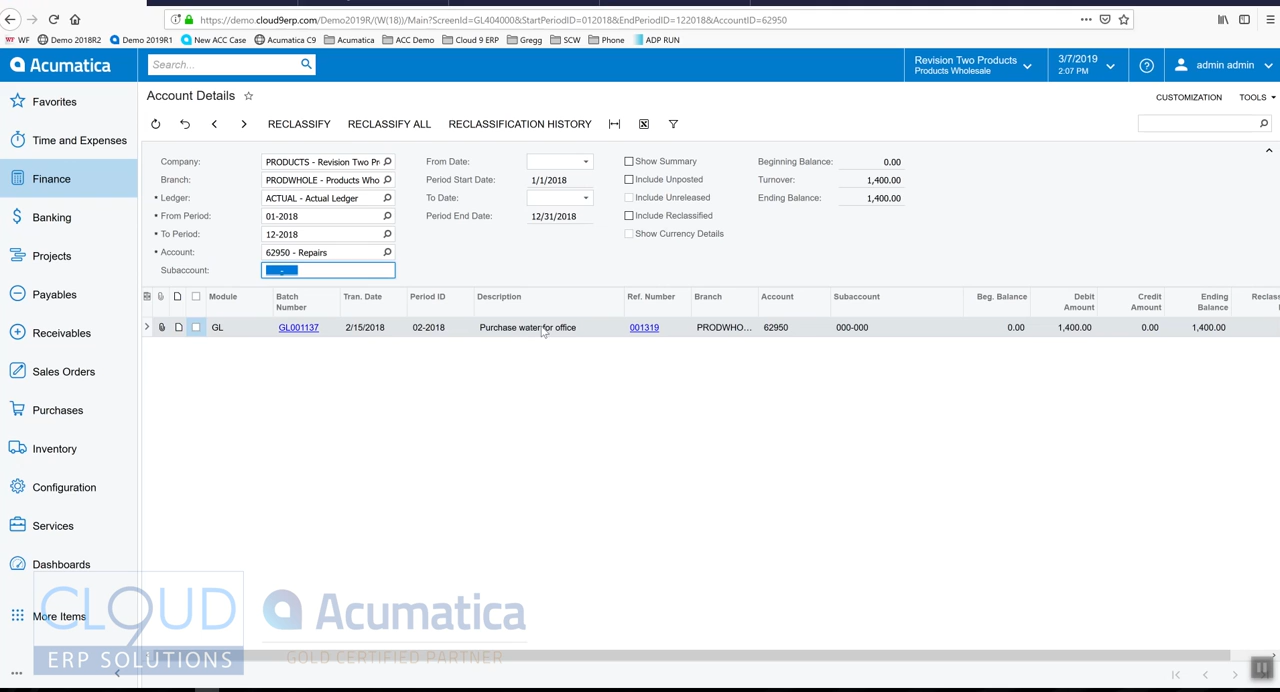 https://demo.cloud9erp.com/Demo2019R/(W(18))/Main?ScreenId=GL404000&StartPeriodID=012018&EndPeriodID=122018&AccountID=62950
WF WF Demo 2018R2 Demo 2019R1 New ACC Case Acumatica C9 Acumatica ACC Demo Cloud 9 ERP Gregg SCW Phone ADP RUN
Acumatica
Search...
Revision Two Products
Products Wholesale
3/7/2019
2:07 PM
admin admin
Favorites
Time and Expenses
Finance
Banking
Projects
Payables
Receivables
Sales Orders
Purchases
Inventory
Configuration
Services
Dashboards
More Items
Account Details
CUSTOMIZATION TOOLS
RECLASSIFY RECLASSIFY ALL RECLASSIFICATION HISTORY
Company: PRODUCTS - Revision Two Pr From Date: Show Summary Beginning Balance: 0.00
Branch: PRODWHOLE - Products Who Period Start Date: 1/1/2018 Include Unposted Turnover: 1,400.00
• Ledger: ACTUAL - Actual Ledger To Date: Include Unreleased Ending Balance: 1,400.00
• From Period: 01-2018 Period End Date: 12/31/2018 Include Reclassified
• To Period: 12-2018 Show Currency Details
• Account: 62950 - Repairs
Subaccount: -
Module Batch Number Tran. Date Period ID Description Ref. Number Branch Account Subaccount Beg. Balance Debit Amount Credit Amount Ending Balance
GL GL001137 2/15/2018 02-2018 Purchase water for office 001319 PRODWHO... 62950 000-000 0.00 1,400.00 0.00 1,400.00
CLOUD9
ERP SOLUTIONS
Acumatica
GOLD CERTIFIED PARTNER